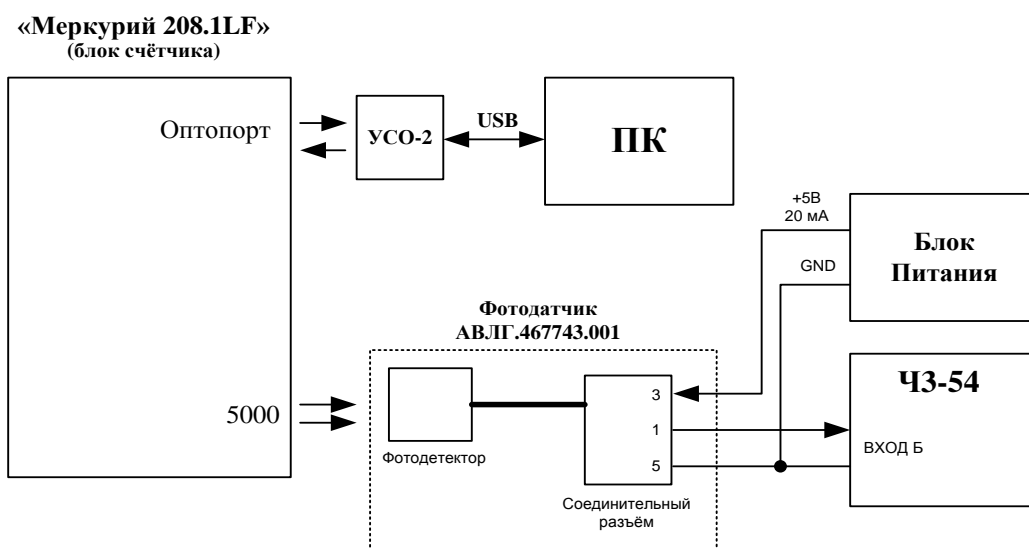 «Меркурий 208.1LF»
(блок счётчика)
Оптопорт
УСО-2
USB
ПК
+5В
20 мА
GND
Блок
Питания
Фотодатчик
АВЛГ.467743.001
5000
Фотодетектор
3
1
5
Соединительный
разъём
Ч3-54
ВХОД Б